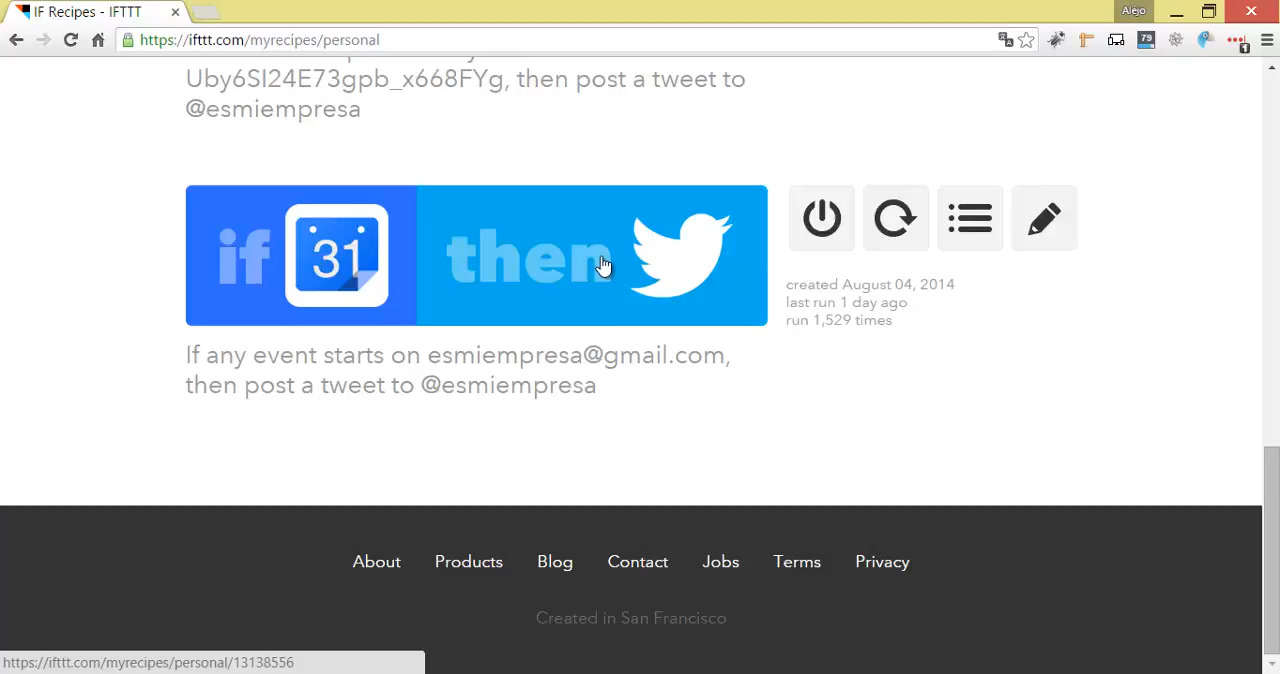 IF Recipes - IFTTT
Alejo
https://ifttt.com/myrecipes/personal
79
1
Uby6SI24E73gpb_x668FYg, then post a tweet to
@esmiempresa
if 31 then
created August 04, 2014
last run 1 day ago
run 1,529 times
If any event starts on esmiempresa@gmail.com,
then post a tweet to @esmiempresa
About Products Blog Contact Jobs Terms Privacy
Created in San Francisco
https://ifttt.com/myrecipes/personal/13138556